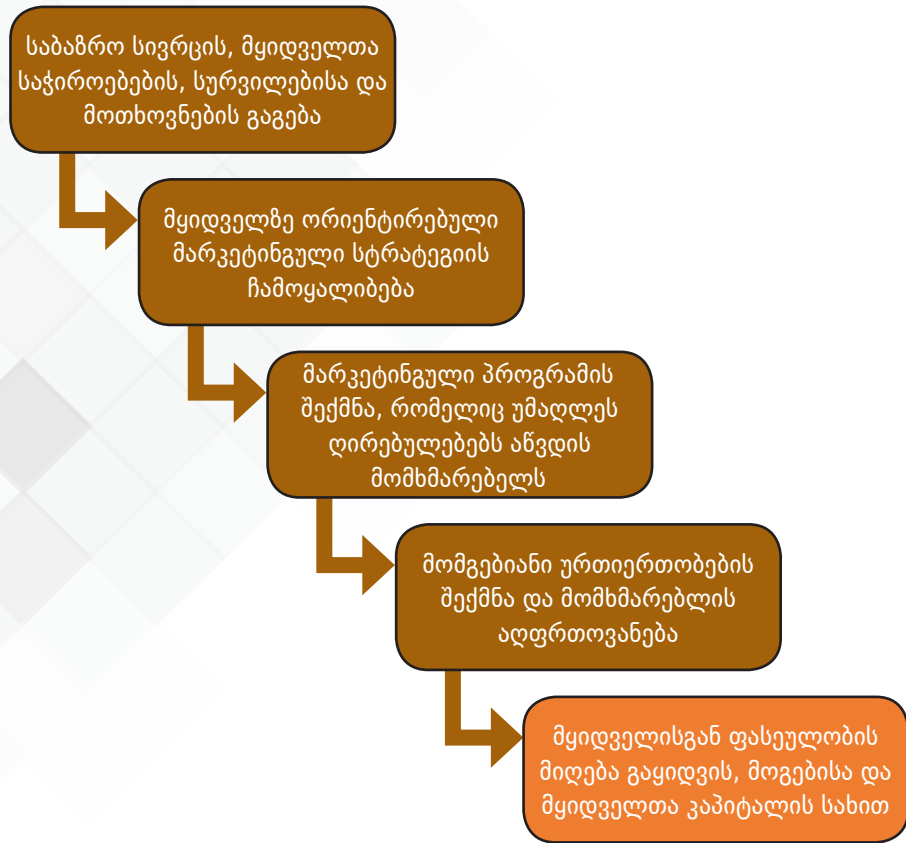 საბაზრო სივრცის, მყიდველთა
საჭიროებების, სურვილებისა და
მოთხოვნების გაგება
მყიდველზე ორიენტირებული
მარკეტინგული სტრატეგიის
ჩამოყალიბება
მარკეტინგული პროგრამის
შექმნა, რომელიც უმაღლეს
ღირებულებებს აწვდის
მომხმარებელს
მომგებიანი ურთიერთობების
შექმნა და მომხმარებლის
აღფრთოვანება
მყიდველისგან ფასეულობის
მიღება გაყიდვის, მოგებისა და
მყიდველთა კაპიტალის სახით